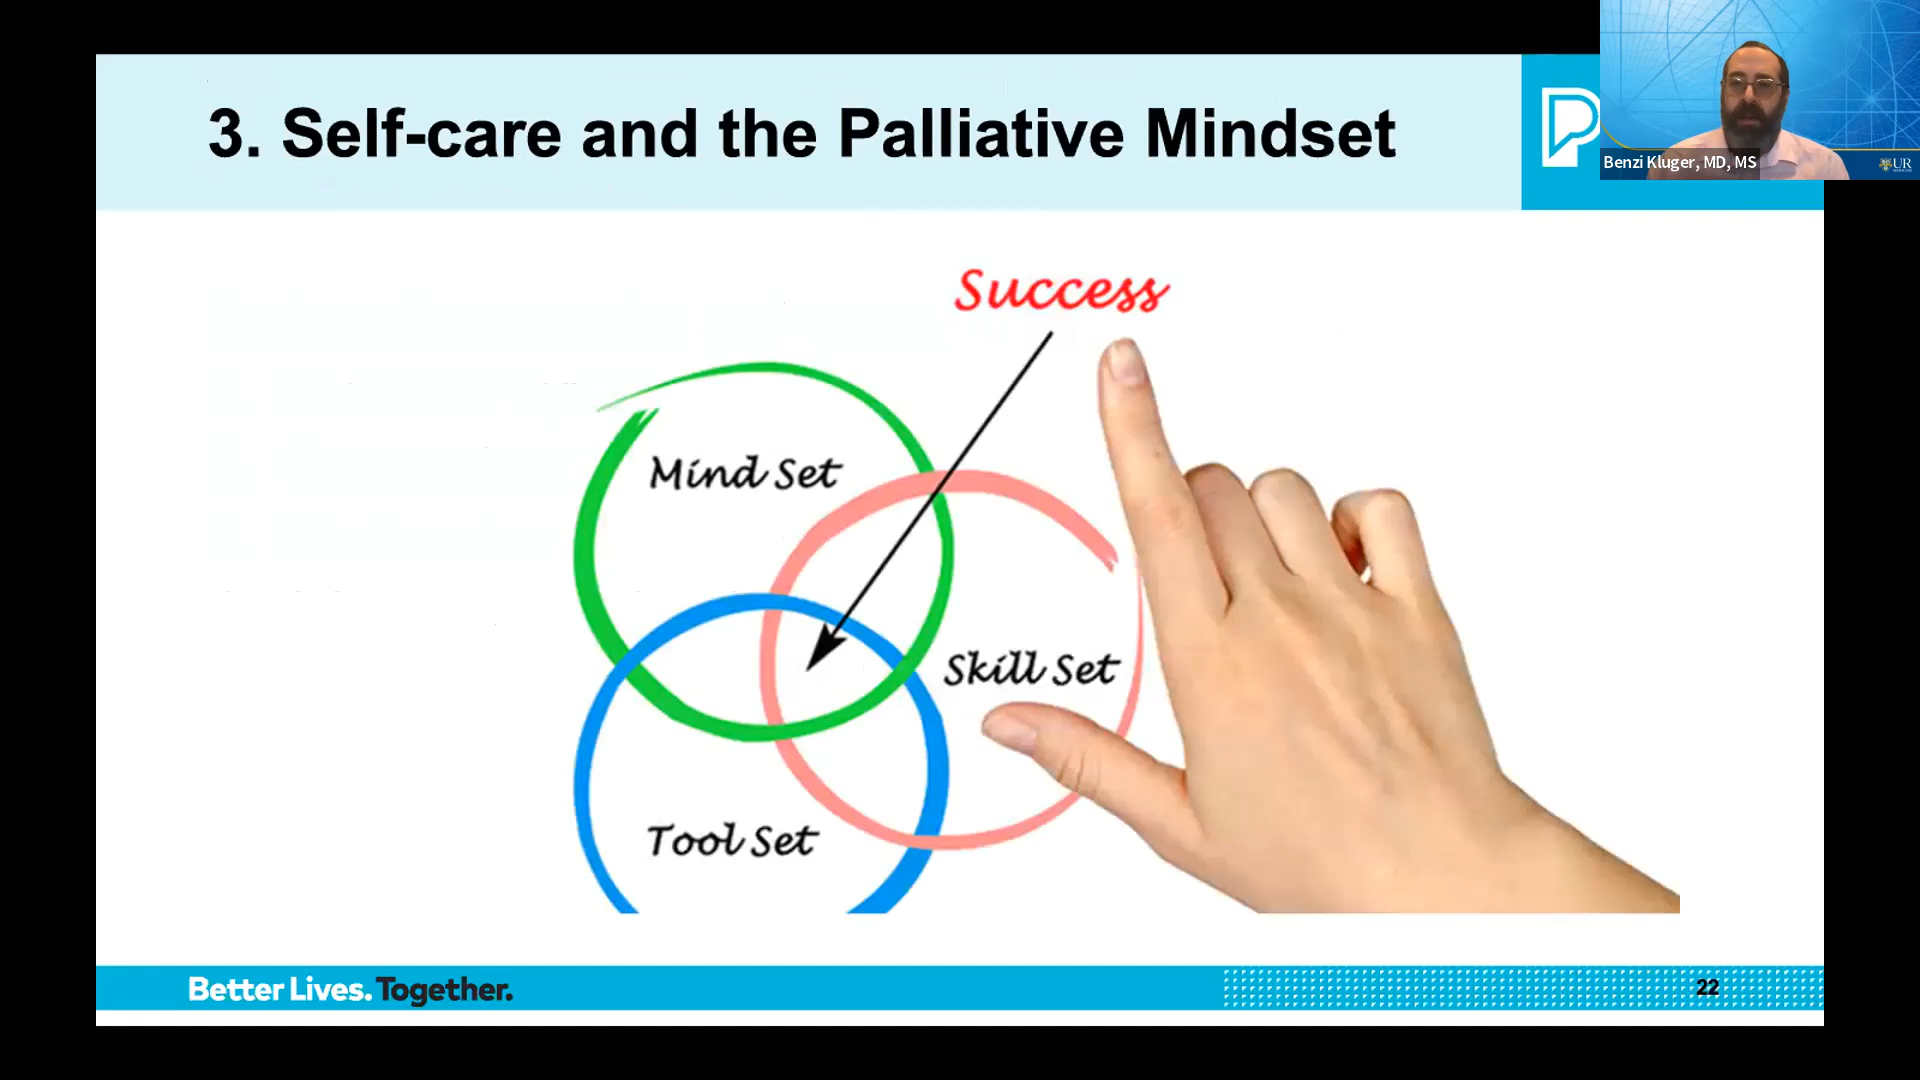 3. Self-care and the Palliative Mindset
Benzi Kluger, MD, MS
UR
Success
Mind Set
Skill Set
Tool Set
Better Lives. Together.
22